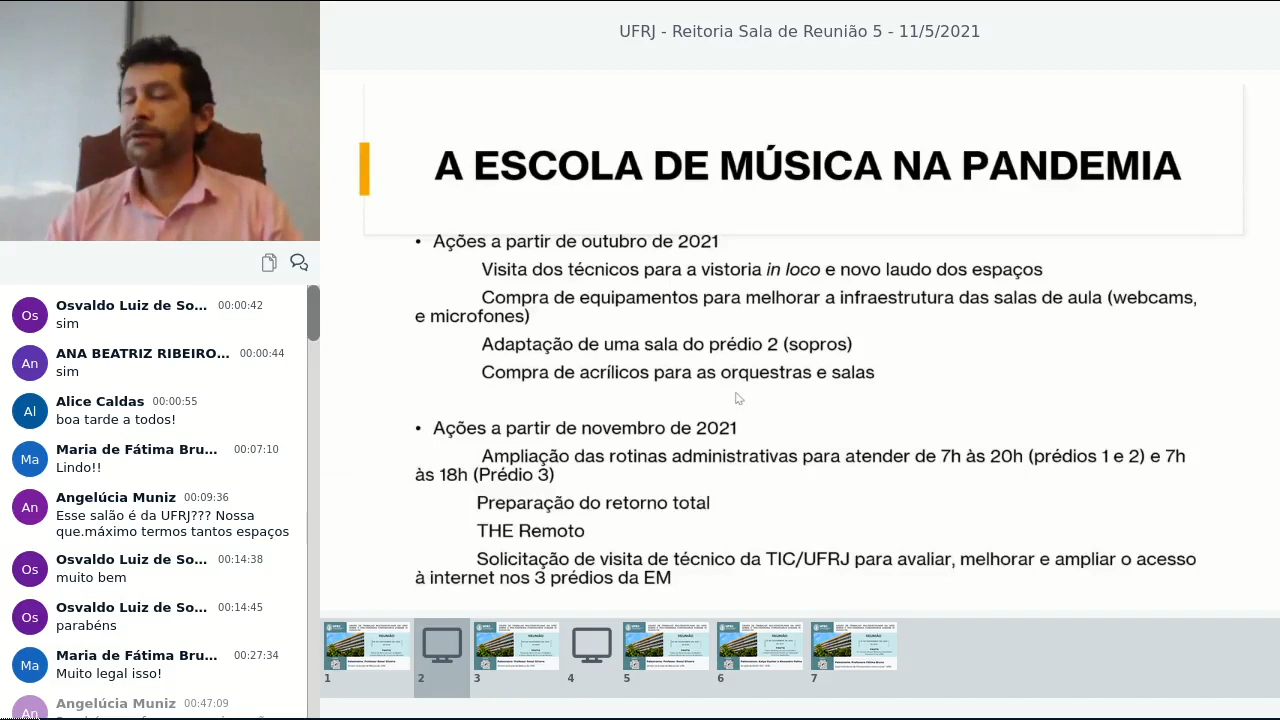 UFRJ - Reitoria Sala de Reunião 5 - 11/5/2021
A ESCOLA DE MÚSICA NA PANDEMIA
• Ações a partir de outubro de 2021
Visita dos técnicos para a vistoria in loco e novo laudo dos espaços
Compra de equipamentos para melhorar a infraestrutura das salas de aula (webcams,
e microfones)
Adaptação de uma sala do prédio 2 (sopros)
Compra de acrílicos para as orquestras e salas
• Ações a partir de novembro de 2021
Ampliação das rotinas administrativas para atender de 7h às 20h (prédios 1 e 2) e 7h
às 18h (Prédio 3)
Preparação do retorno total
THE Remoto
Solicitação de visita de técnico da TIC/UFRJ para avaliar, melhorar e ampliar o acesso
à internet nos 3 prédios da EM
Os Osvaldo Luiz de So... 00:00:42
sim
An ANA BEATRIZ RIBEIRO... 00:00:44
sim
Al Alice Caldas 00:00:55
boa tarde a todos!
Ma Maria de Fátima Bru... 00:07:10
Lindo!!
An Angelúcia Muniz 00:09:36
Esse salão é da UFRJ??? Nossa
que.máximo termos tantos espaços
Os Osvaldo Luiz de So... 00:14:38
muito bem
Os Osvaldo Luiz de So... 00:14:45
parabéns
Ma Maria de Fátima Bru... 00:27:34
Muito legal isso!
An Angelúcia Muniz 00:47:09
1 2 3 4 5 6 7